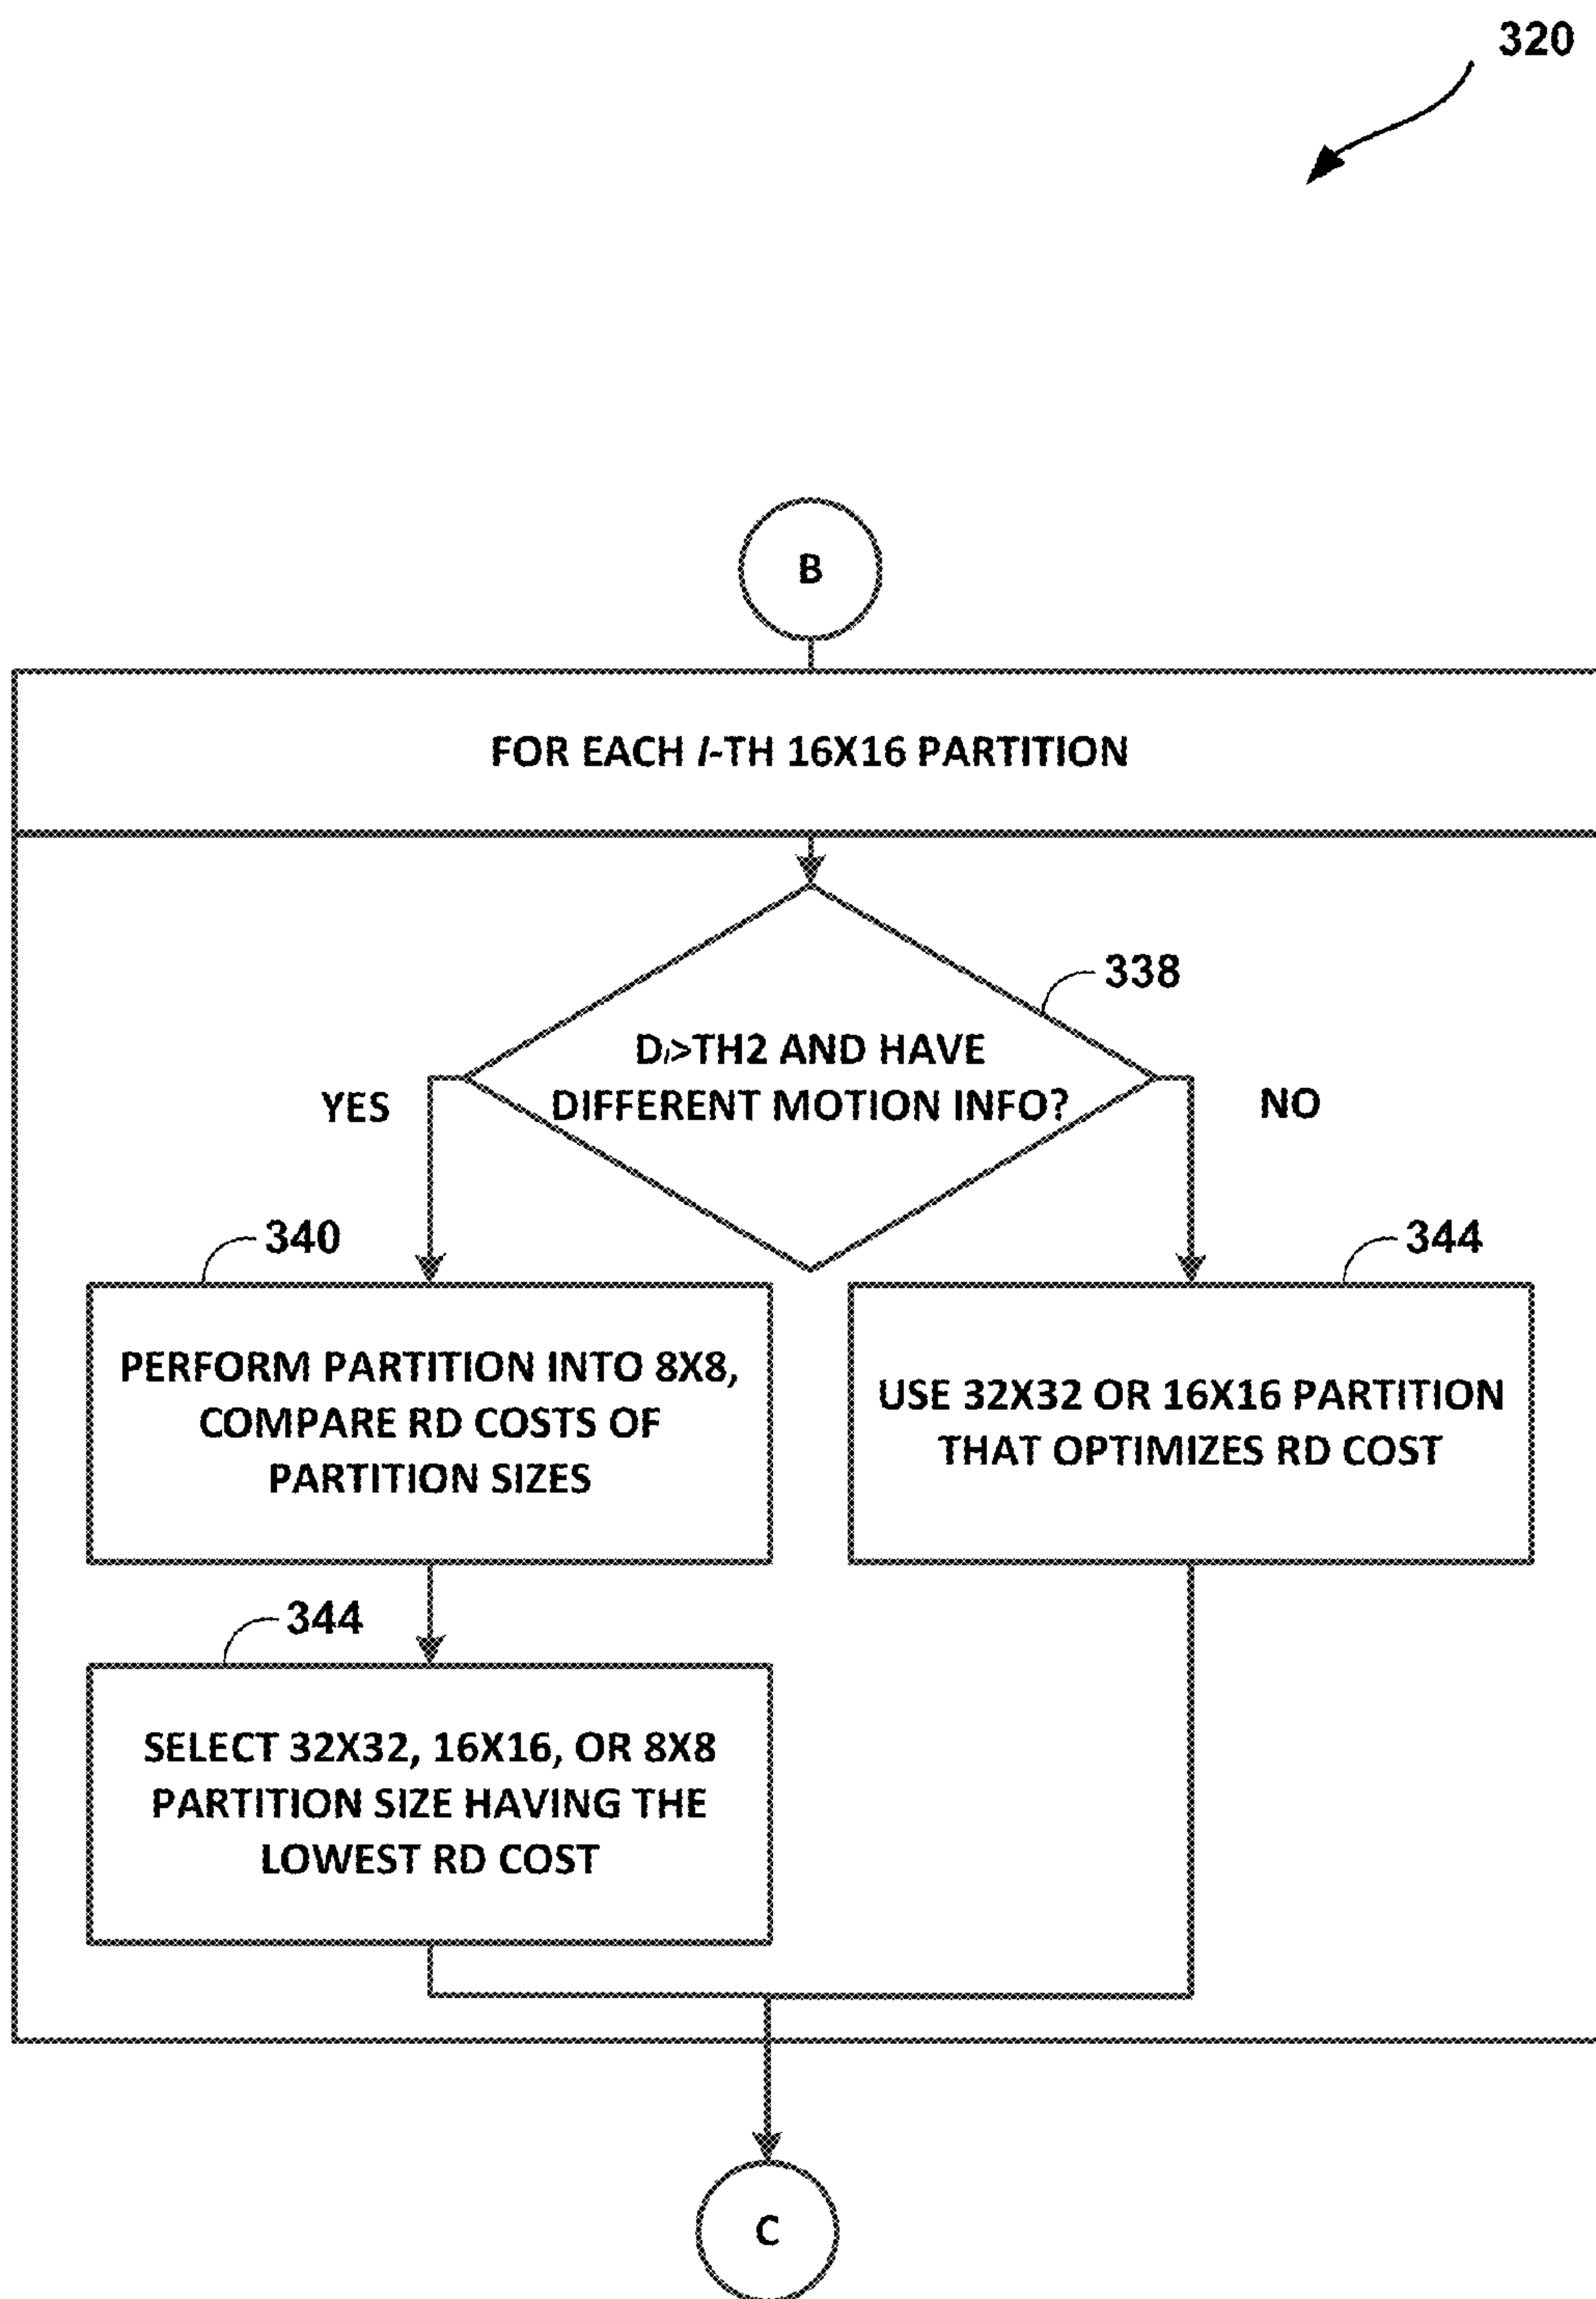 320
B
FOR EACH I-TH 16X16 PARTITION
338
Dᵢ>TH2 AND HAVE
DIFFERENT MOTION INFO?
YES
NO
340
PERFORM PARTITION INTO 8X8,
COMPARE RD COSTS OF
PARTITION SIZES
344
USE 32X32 OR 16X16 PARTITION
THAT OPTIMIZES RD COST
344
SELECT 32X32, 16X16, OR 8X8
PARTITION SIZE HAVING THE
LOWEST RD COST
C